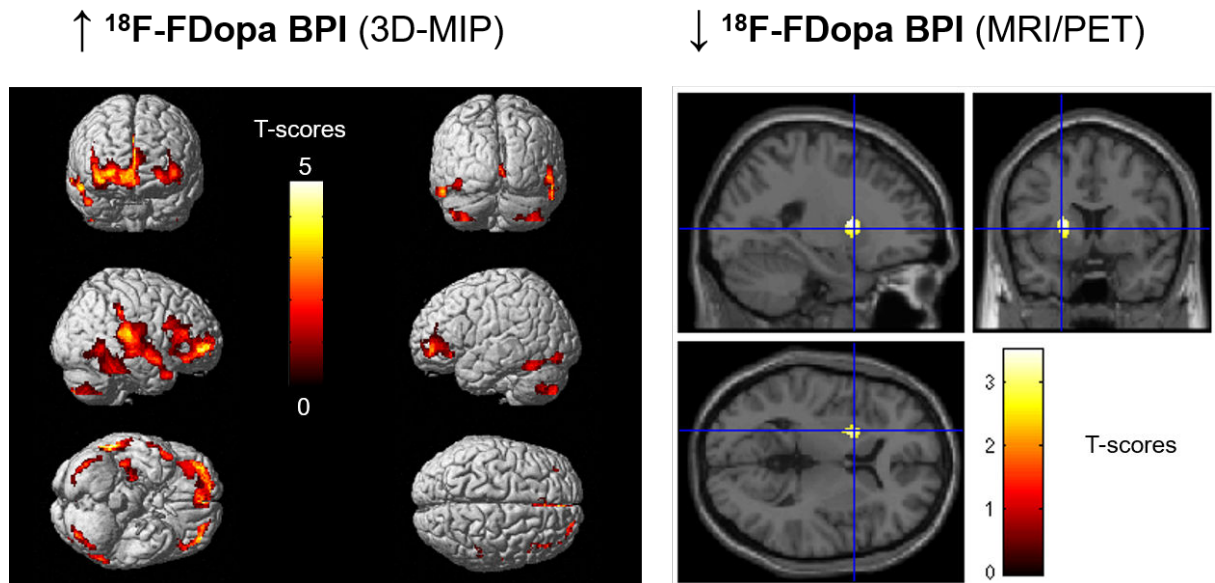 ↑ ¹⁸F-FDopa BPI (3D-MIP)
↓ ¹⁸F-FDopa BPI (MRI/PET)
T-scores
5
0
3
2
1
0
T-scores